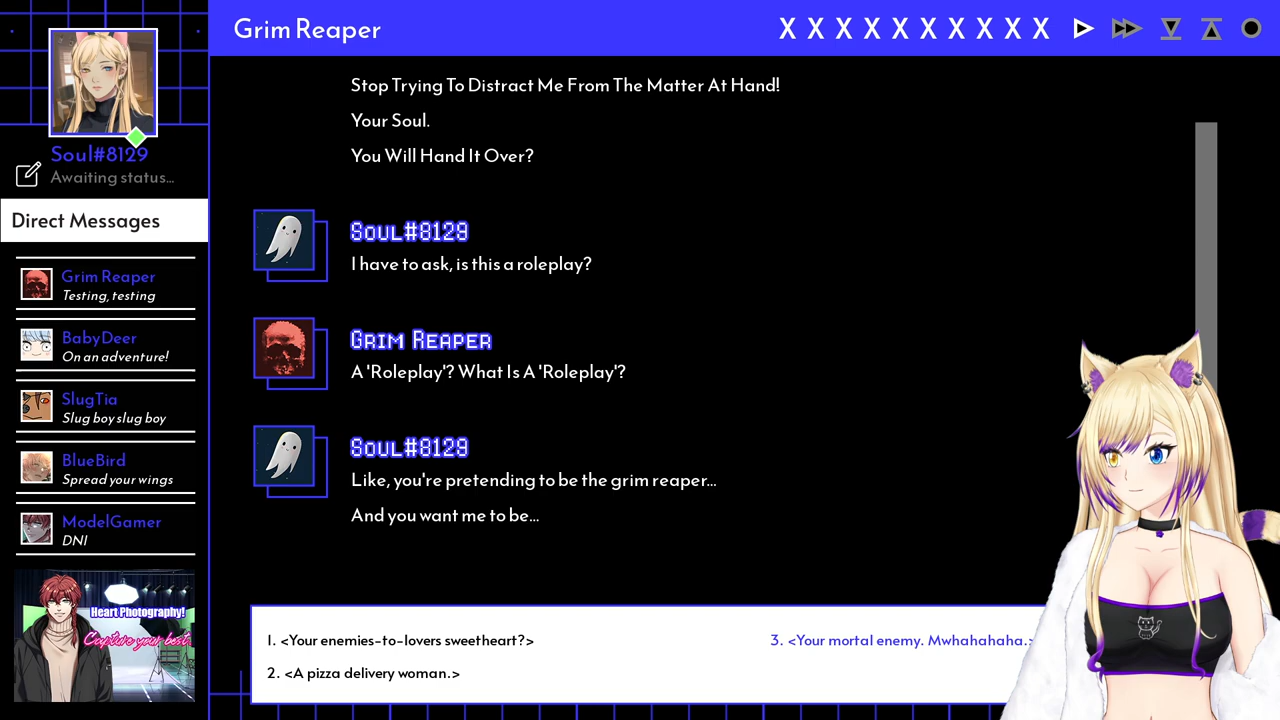 Grim Reaper
X X X X X X X X X X
Soul#8129
Awaiting status...
Direct Messages
Grim Reaper
Testing, testing
BabyDeer
On an adventure!
SlugTia
Slug boy slug boy
BlueBird
Spread your wings
ModelGamer
DNI
Heart Photography!
Capture your best
Stop Trying To Distract Me From The Matter At Hand!
Your Soul.
You Will Hand It Over?
Soul#8129
I have to ask, is this a roleplay?
Grim Reaper
A 'Roleplay'? What Is A 'Roleplay'?
Soul#8129
Like, you're pretending to be the grim reaper...
And you want me to be...
1. <Your enemies-to-lovers sweetheart?>
2. <A pizza delivery woman.>
3. <Your mortal enemy. Mwhahahaha.>